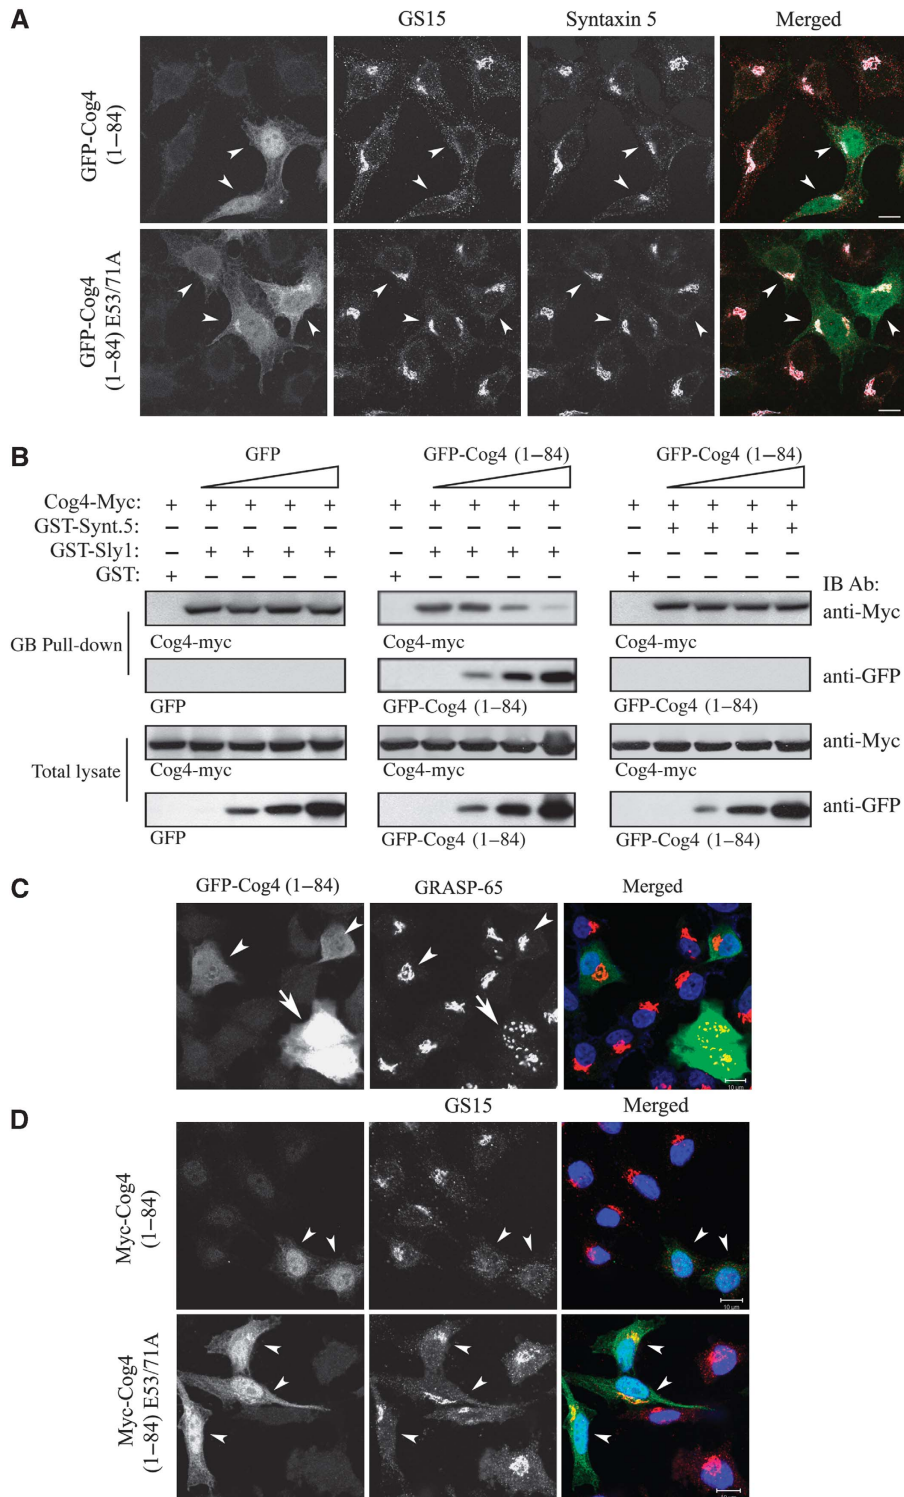 A
GS15 Syntaxin 5 Merged
GFP-Cog4
(1–84)
GFP-Cog4
(1–84) E53/71A
B
GFP GFP-Cog4 (1–84) GFP-Cog4 (1–84)
Cog4-Myc: + + + + + + + + + + + + + + +
GST-Synt.5: – – – – – – – – – – – + + + +
GST-Sly1: – + + + + – + + + + – – – – –
GST: + – – – – + – – – – + – – – –
IB Ab:
GB Pull-down
anti-Myc
Cog4-myc Cog4-myc Cog4-myc
anti-GFP
GFP GFP-Cog4 (1–84) GFP-Cog4 (1–84)
Total lysate
anti-Myc
Cog4-myc Cog4-myc Cog4-myc
anti-GFP
GFP GFP-Cog4 (1–84) GFP-Cog4 (1–84)
C
GFP-Cog4 (1–84) GRASP-65 Merged
10 µm
D
GS15 Merged
Myc-Cog4
(1–84)
10 µm
Myc-Cog4
(1–84) E53/71A
10 µm